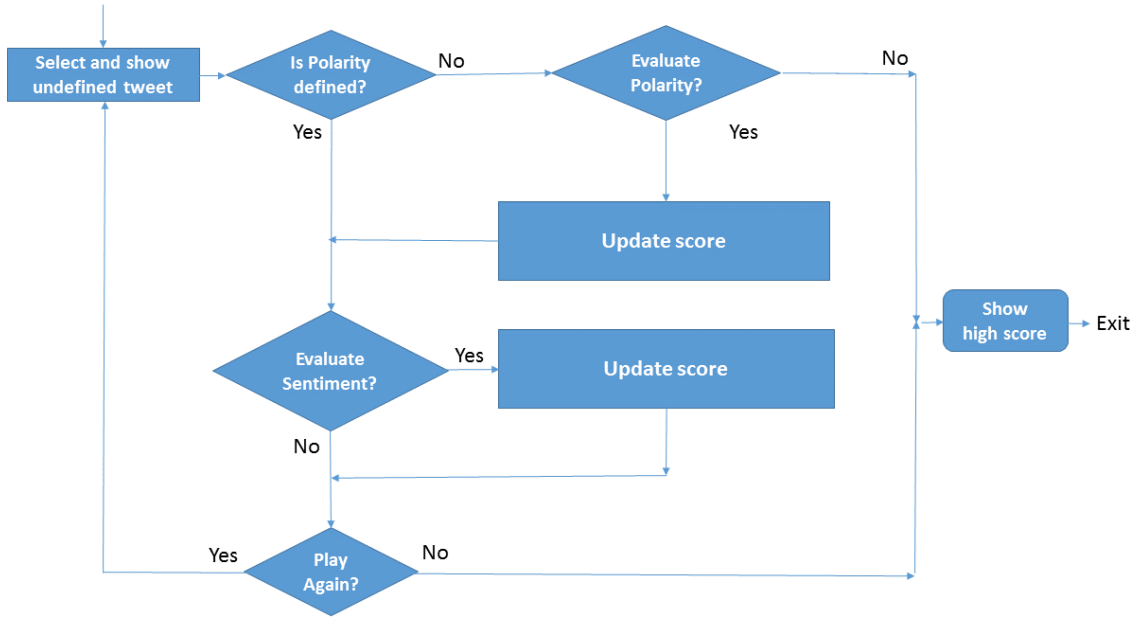 Select and show
undefined tweet
Is Polarity
defined?
No
Evaluate
Polarity?
No
Yes
Yes
Update score
Show
high score
Exit
Evaluate
Sentiment?
Yes
Update score
No
Yes
Play
Again?
No